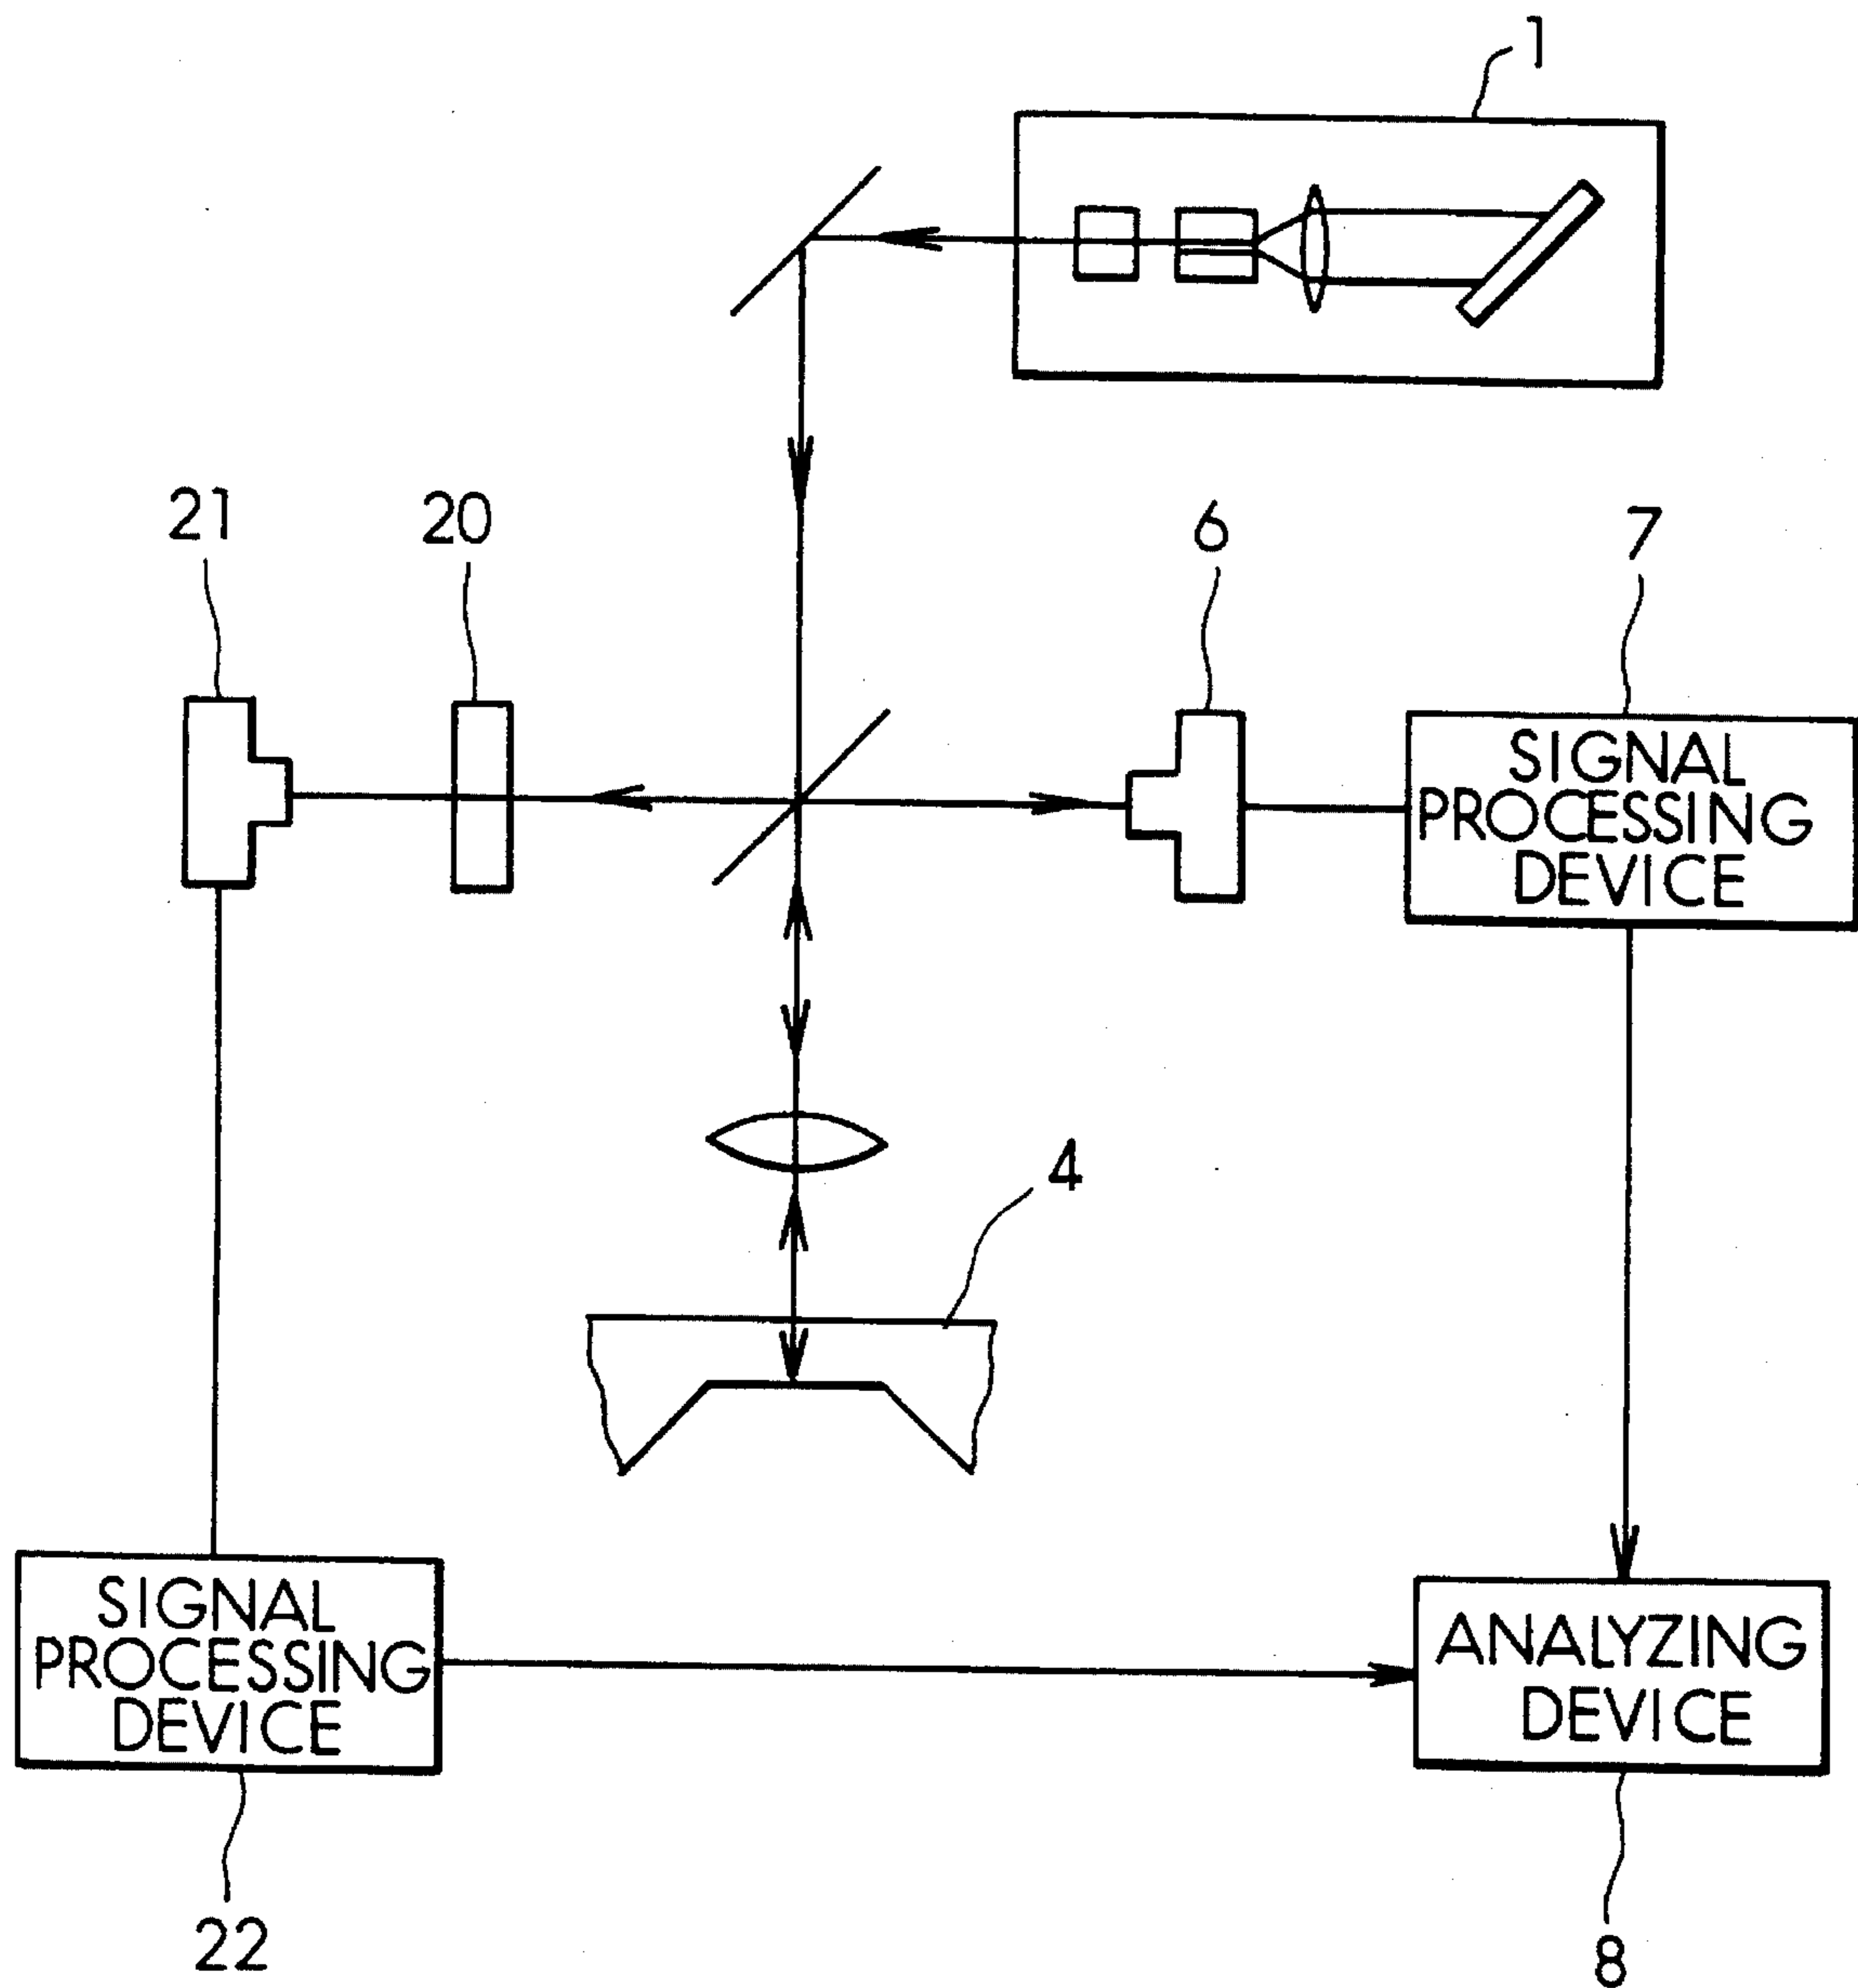 1
21
20
6
7
SIGNAL
PROCESSING
DEVICE
4
SIGNAL
PROCESSING
DEVICE
ANALYZING
DEVICE
22
8